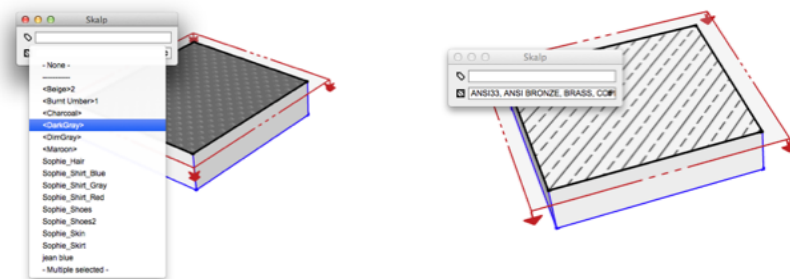 Skalp
- None -
<Beige>2
<Burnt Umber>1
<Charcoal>
<DarkGray>
<DimGray>
<Maroon>
Sophie_Hair
Sophie_Shirt_Blue
Sophie_Shirt_Gray
Sophie_Shirt_Red
Sophie_Shoes
Sophie_Shoes2
Sophie_Skin
Sophie_Skirt
jean blue
- Multiple selected -
Skalp
ANSI33, ANSI BRONZE, BRASS,